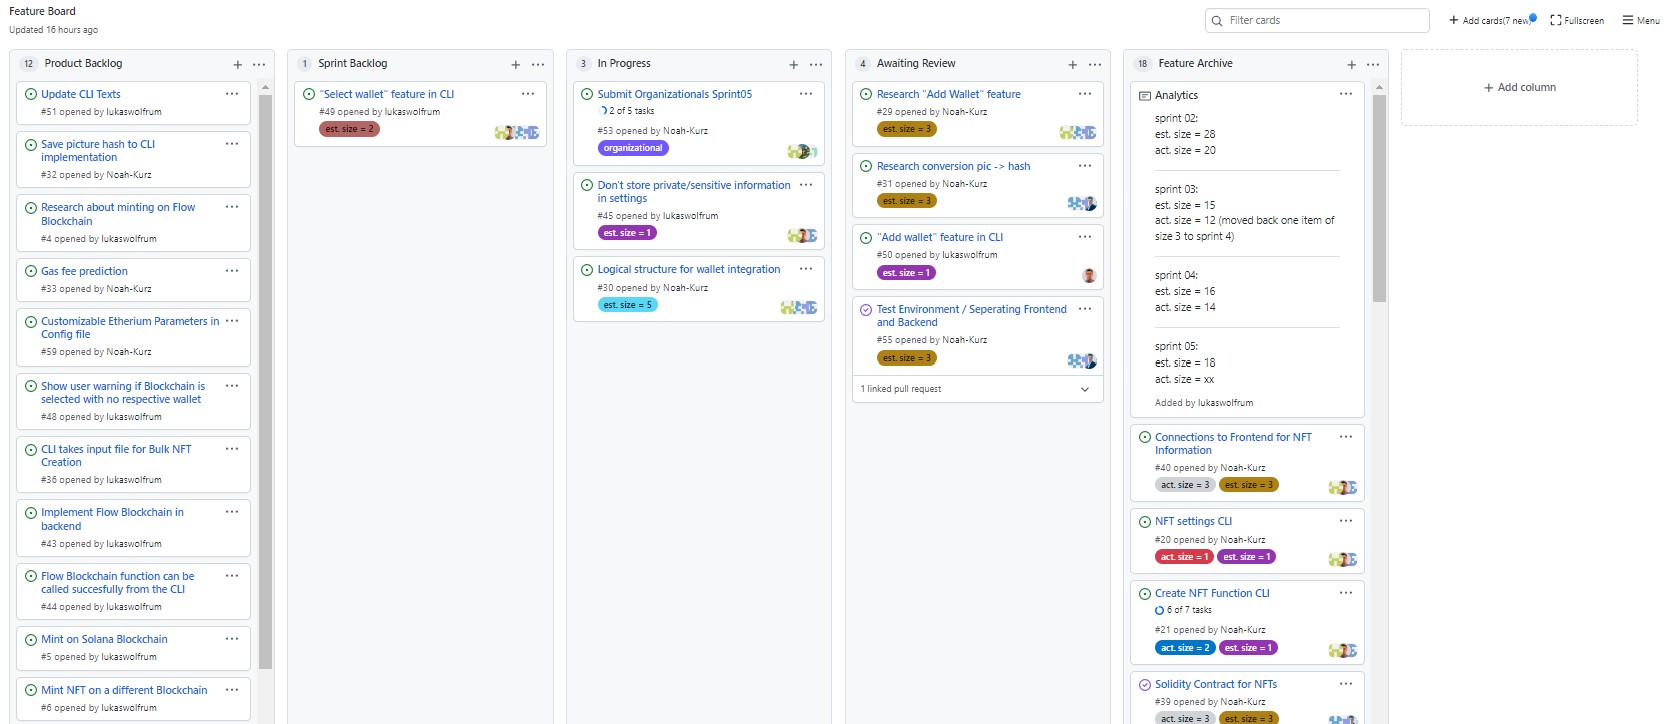 Feature Board
Updated 16 hours ago
Filter cards
Add cards(7 new)
Fullscreen
Menu
12 Product Backlog
Update CLI Texts
#51 opened by lukaswolfrum
Save picture hash to CLI
implementation
#32 opened by Noah-Kurz
Research about minting on Flow
Blockchain
#4 opened by lukaswolfrum
Gas fee prediction
#33 opened by Noah-Kurz
Customizable Etherium Parameters in
Config file
#59 opened by Noah-Kurz
Show user warning if Blockchain is
selected with no respective wallet
#48 opened by lukaswolfrum
CLI takes input file for Bulk NFT
Creation
#36 opened by lukaswolfrum
Implement Flow Blockchain in
backend
#43 opened by lukaswolfrum
Flow Blockchain function can be
called succesfully from the CLI
#44 opened by lukaswolfrum
Mint on Solana Blockchain
#5 opened by lukaswolfrum
Mint NFT on a different Blockchain
#6 opened by lukaswolfrum
1 Sprint Backlog
"Select wallet" feature in CLI
#49 opened by lukaswolfrum
est. size = 2
3 In Progress
Submit Organizationals Sprint05
2 of 5 tasks
#53 opened by Noah-Kurz
organizational
Don't store private/sensitive information
in settings
#45 opened by lukaswolfrum
est. size = 1
Logical structure for wallet integration
#30 opened by Noah-Kurz
est. size = 5
4 Awaiting Review
Research "Add Wallet" feature
#29 opened by Noah-Kurz
est. size = 3
Research conversion pic -> hash
#31 opened by Noah-Kurz
est. size = 3
"Add wallet" feature in CLI
#50 opened by lukaswolfrum
est. size = 1
Test Environment / Seperating Frontend
and Backend
#55 opened by Noah-Kurz
est. size = 3
1 linked pull request
18 Feature Archive
Analytics
sprint 02:
est. size = 28
act. size = 20
sprint 03:
est. size = 15
act. size = 12 (moved back one item of
size 3 to sprint 4)
sprint 04:
est. size = 16
act. size = 14
sprint 05:
est. size = 18
act. size = xx
Added by lukaswolfrum
Connections to Frontend for NFT
Information
#40 opened by Noah-Kurz
act. size = 3 est. size = 3
NFT settings CLI
#20 opened by Noah-Kurz
act. size = 1 est. size = 1
Create NFT Function CLI
6 of 7 tasks
#21 opened by Noah-Kurz
act. size = 2 est. size = 1
Solidity Contract for NFTs
#39 opened by Noah-Kurz
act. size = 3 est. size = 3
Add column